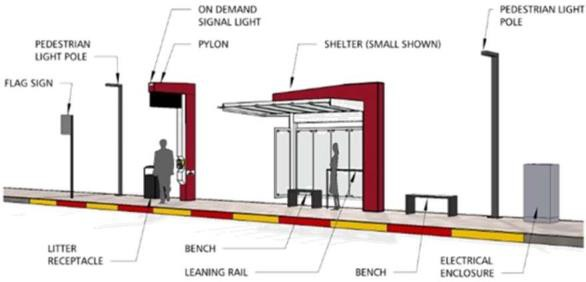 ON DEMAND
SIGNAL LIGHT
PEDESTRIAN LIGHT
POLE
PEDESTRIAN
LIGHT POLE
PYLON
SHELTER (SMALL SHOWN)
FLAG SIGN
LITTER
RECEPTACLE
BENCH
LEANING RAIL
BENCH
ELECTRICAL
ENCLOSURE